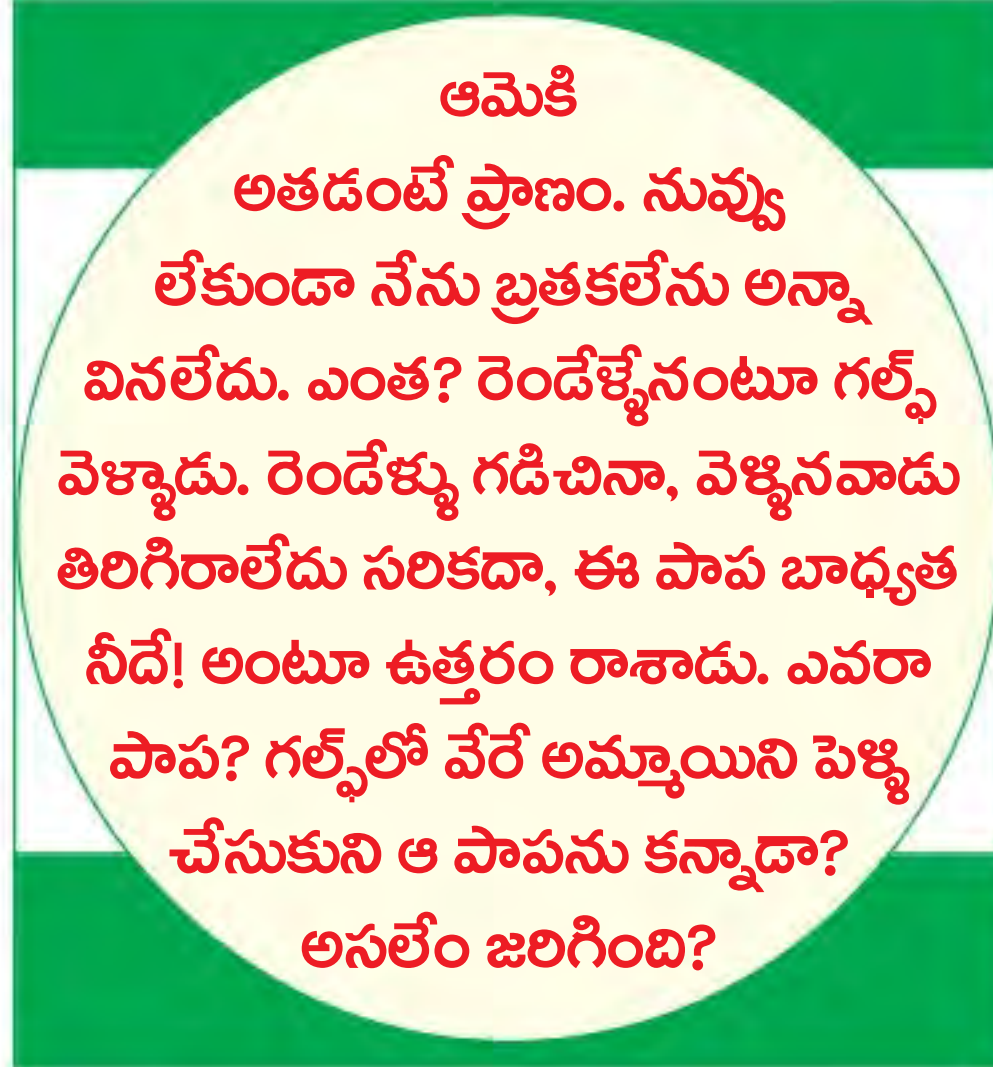 ఆమెకి
అతడంటే ప్రాణం. నువ్వు
లేకుండా నేను బ్రతకలేను అన్నా
వినలేదు. ఎంత? రెండేళ్ళేనంటూ గల్ఫ్
వెళ్ళాడు. రెండేళ్ళు గడిచినా, వెళ్ళినవాడు
తిరిగిరాలేదు సరికదా, ఈ పాప బాధ్యత
నీదే! అంటూ ఉత్తరం రాశాడు. ఎవరా
పాప? గల్ఫ్‌లో వేరే అమ్మాయిని పెళ్ళి
చేసుకుని ఆ పాపను కన్నాడా?
అసలేం జరిగింది?